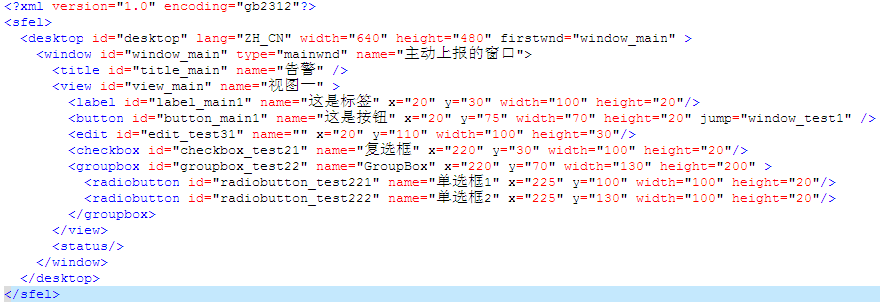 <?xml version="1.0" encoding="gb2312"?>
<sfel>
<desktop id="desktop" lang="ZH_CN" width="640" height="480" firstwnd="window_main" >
<window id="window_main" type="mainwnd" name="主动上报的窗口">
<title id="title_main" name="告警" />
<view id="view_main" name="视图一" >
<label id="label_main1" name="这是标签" x="20" y="30" width="100" height="20"/>
<button id="button_main1" name="这是按钮" x="20" y="75" width="70" height="20" jump="window_test1" />
<edit id="edit_test31" name="" x="20" y="110" width="100" height="30"/>
<checkbox id="checkbox_test21" name="复选框" x="220" y="30" width="100" height="20"/>
<groupbox id="groupbox_test22" name="GroupBox" x="220" y="70" width="130" height="200" >
<radiobutton id="radiobutton_test221" name="单选框1" x="225" y="100" width="100" height="20"/>
<radiobutton id="radiobutton_test222" name="单选框2" x="225" y="130" width="100" height="20"/>
</groupbox>
</view>
<status/>
</window>
</desktop>
</sfel>